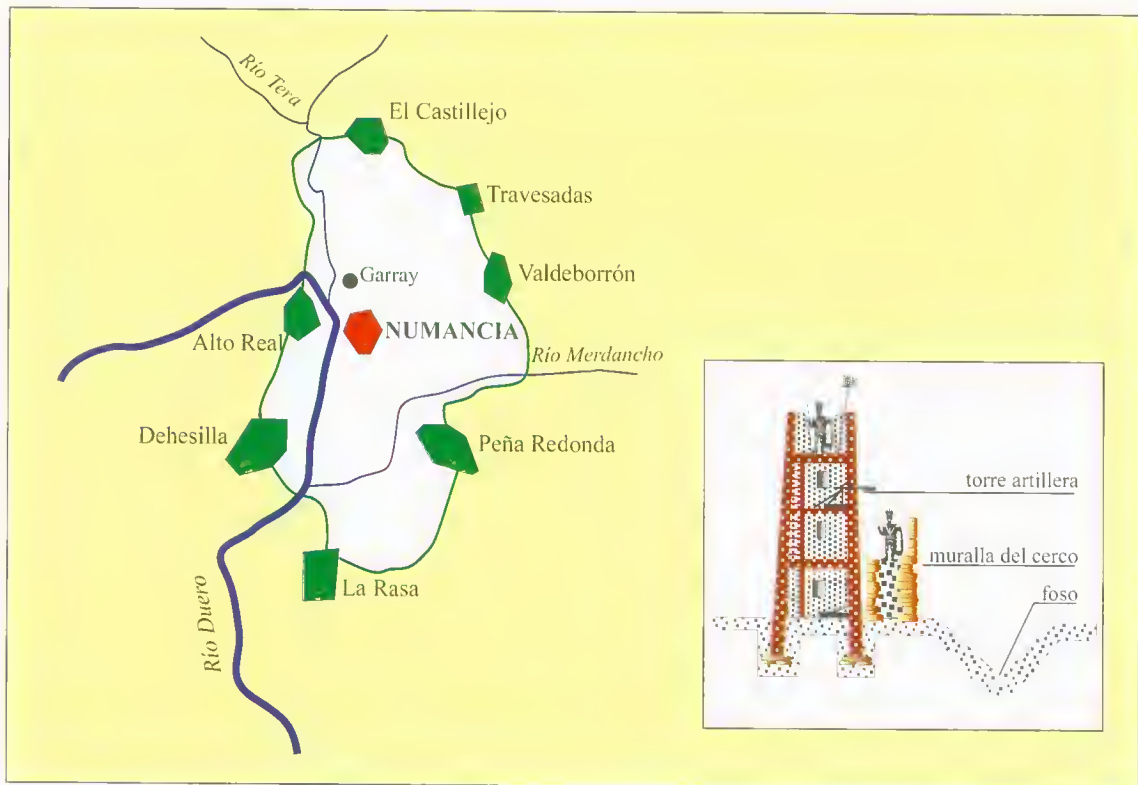 Río Tera
El Castillejo
Travesadas
Valdeborrón
Garray
NUMANCIA
Alto Real
Río Merdancho
Dehesilla
Peña Redonda
La Rasa
Río Duero
torre artillera
muralla del cerco
foso